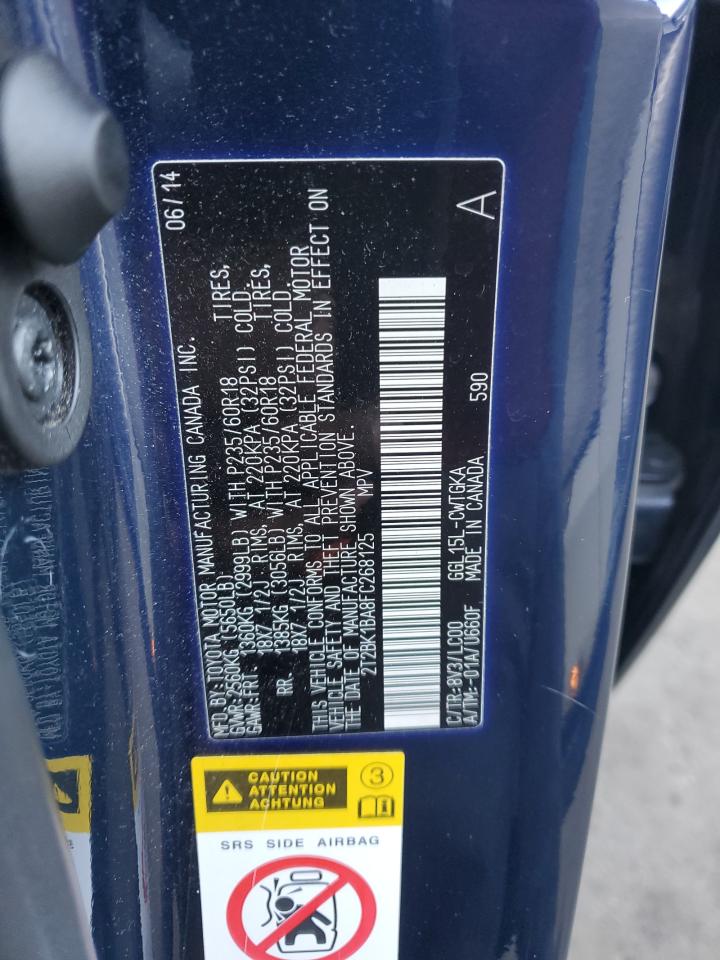 MFD.BY:TOYOTA MOTOR MANUFACTURING CANADA INC. 06/14
GVWR:2560KG (5650LB)
GAWR:FRT. 1360KG (2999LB) WITH P235/60R18 TIRES,
18X7 1/2J RIMS, AT 220KPA (32PSI) COLD.
RR. 1385KG (3058LB) WITH P235/60R18 TIRES,
18X7 1/2J RIMS, AT 220KPA (32PSI) COLD.
THIS VEHICLE CONFORMS TO ALL APPLICABLE FEDERAL MOTOR
VEHICLE SAFETY AND THEFT PREVENTION STANDARDS IN EFFECT ON
THE DATE OF MANUFACTURE SHOWN ABOVE.
2T2BK1BA8FC268125 MPV
C/TR:8V3/LC00 GGL15L-CWTGKA 590 A
A/TM:-01A/U660F MADE IN CANADA
CAUTION
ATTENTION
ACHTUNG
3
SRS SIDE AIRBAG